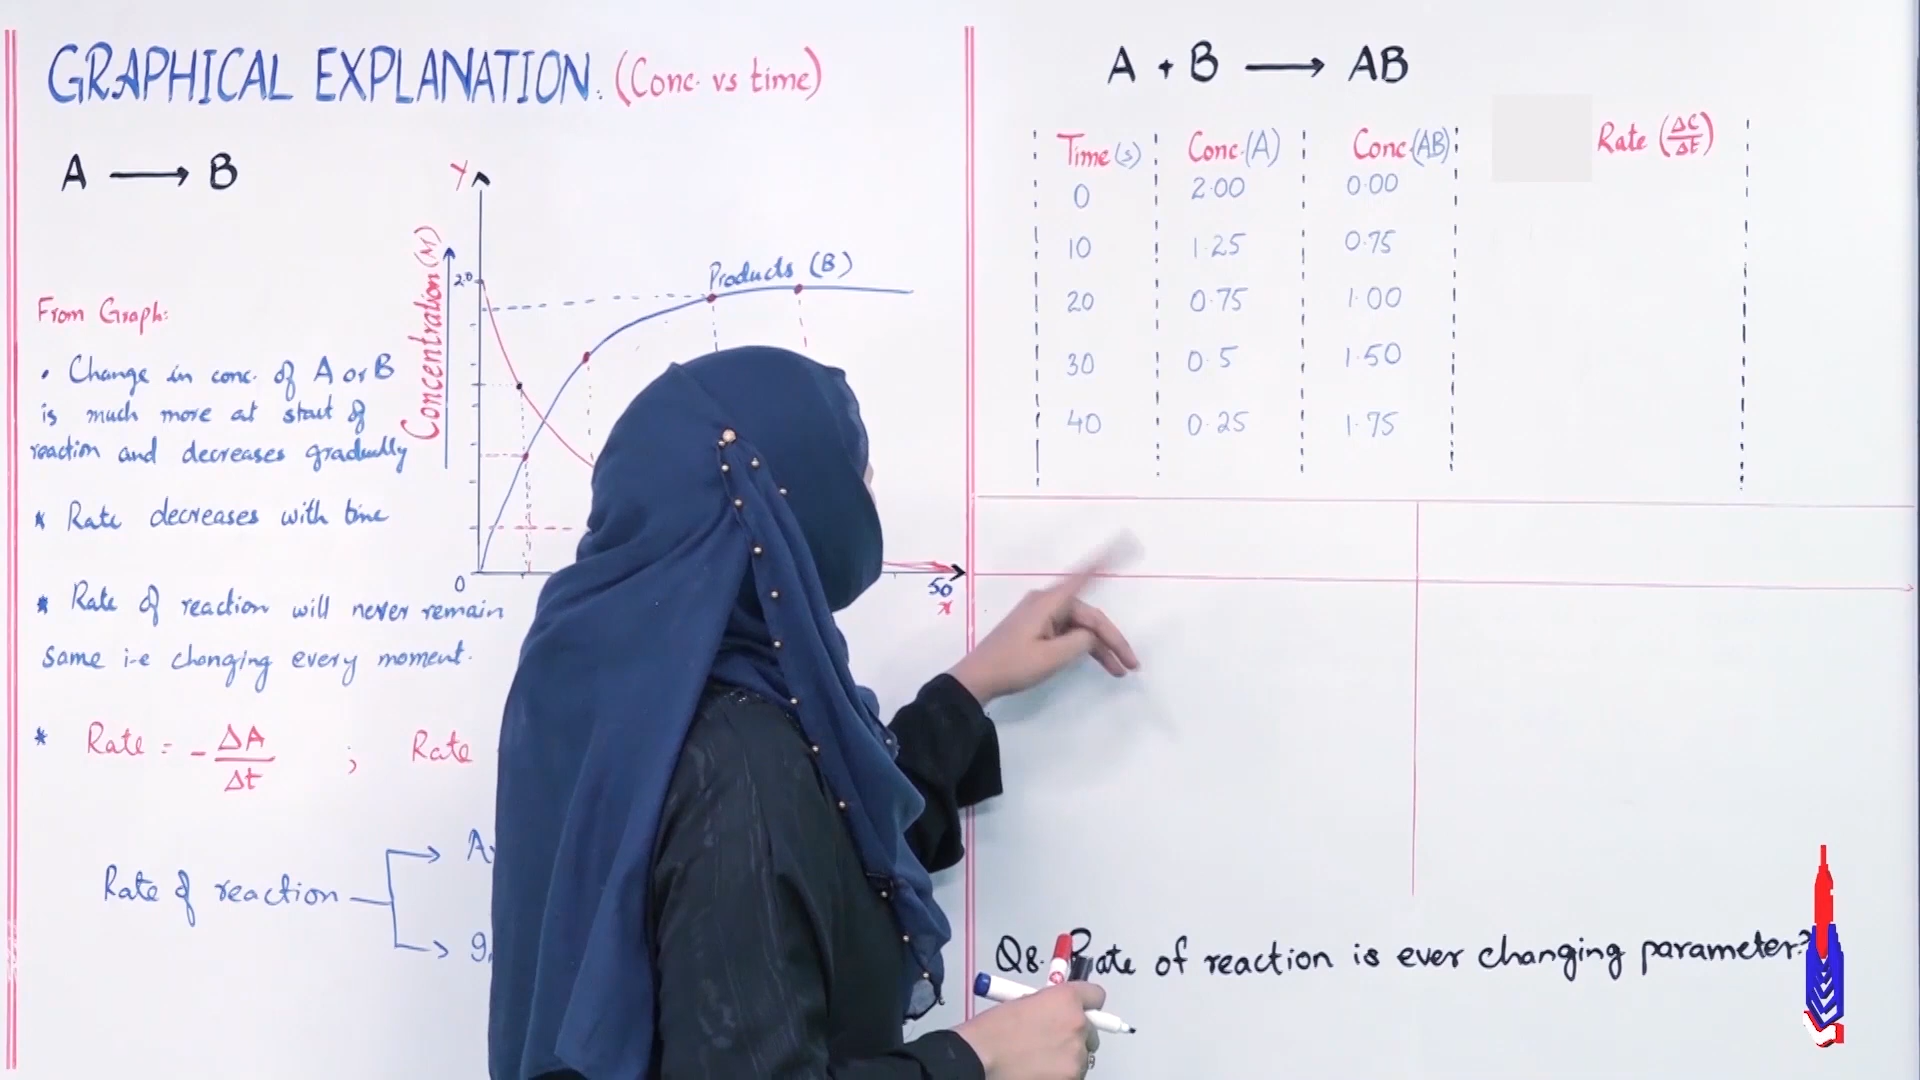 GRAPHICAL EXPLANATION. (Conc. vs time)
A ⟶ B
Y
Concentration (M)
2.0
Products (B)
0
50
x
From Graph:
• Change in conc. of A or B
is much more at start of
reaction and decreases gradually
* Rate decreases with time
* Rate of reaction will never remain
same i-e changing every moment.
* Rate = - ΔA/Δt ; Rate
Rate of reaction
A + B ⟶ AB
Time (s) Conc. (A) Conc. (AB) Rate (ΔC/Δt)
0 2.00 0.00
10 1.25 0.75
20 0.75 1.00
30 0.5 1.50
40 0.25 1.75
Q8. Rate of reaction is ever changing parameter?